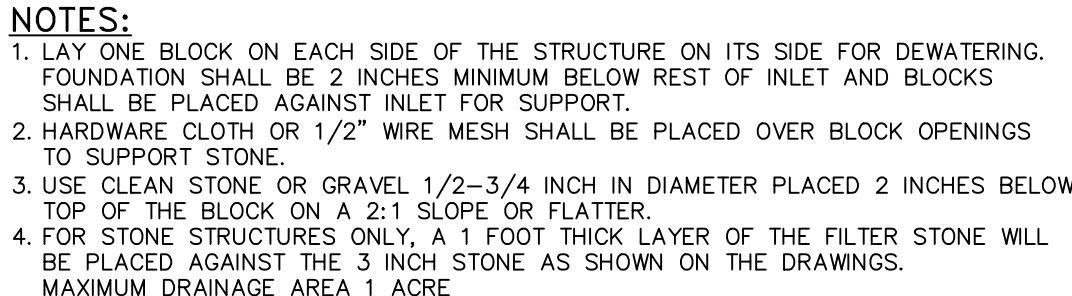 NOTES:
1. LAY ONE BLOCK ON EACH SIDE OF THE STRUCTURE ON ITS SIDE FOR DEWATERING.
FOUNDATION SHALL BE 2 INCHES MINIMUM BELOW REST OF INLET AND BLOCKS
SHALL BE PLACED AGAINST INLET FOR SUPPORT.
2. HARDWARE CLOTH OR 1/2" WIRE MESH SHALL BE PLACED OVER BLOCK OPENINGS
TO SUPPORT STONE.
3. USE CLEAN STONE OR GRAVEL 1/2-3/4 INCH IN DIAMETER PLACED 2 INCHES BELOW
TOP OF THE BLOCK ON A 2:1 SLOPE OR FLATTER.
4. FOR STONE STRUCTURES ONLY, A 1 FOOT THICK LAYER OF THE FILTER STONE WILL
BE PLACED AGAINST THE 3 INCH STONE AS SHOWN ON THE DRAWINGS.
MAXIMUM DRAINAGE AREA 1 ACRE